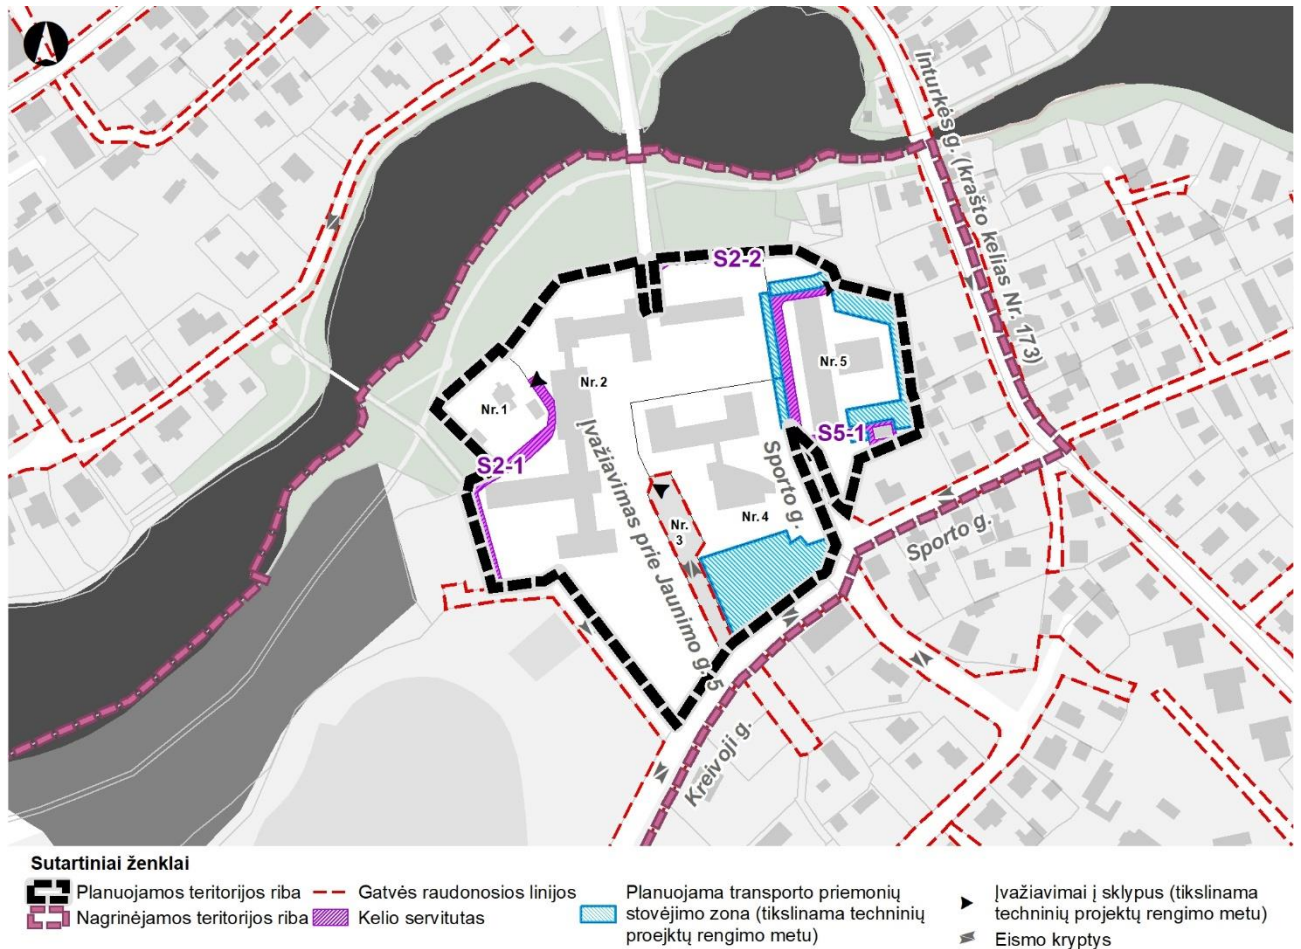 Inturkės g. (krašto kelias Nr. 173)
S2-2
Nr. 5
Nr. 2
Nr. 1
S5-1
S2-1
Sporto g.
Įvažiavimas prie Jaunimo g. 5
Nr.
3
Nr. 4
Sporto g.
Kreivoji g.
Sutartiniai ženklai
Planuojamos teritorijos riba
Nagrinėjamos teritorijos riba
Gatvės raudonosios linijos
Kelio servitutas
Planuojama transporto priemonių
stovėjimo zona (tikslinama techninių
proejktų rengimo metu)
Įvažiavimai į sklypus (tikslinama
techninių projektų rengimo metu)
Eismo kryptys